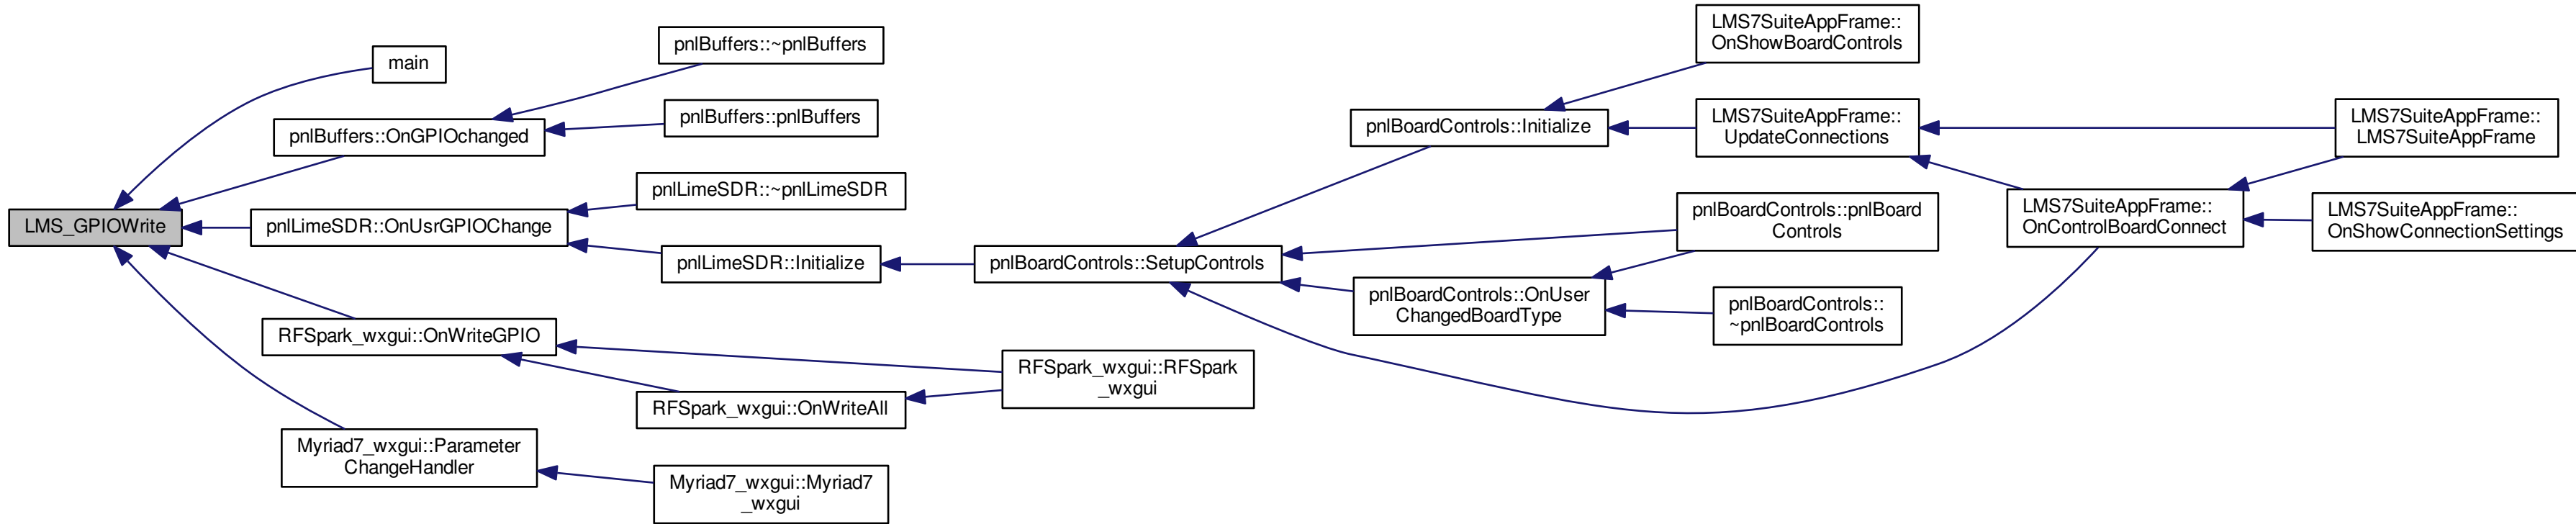 LMS_GPIOWrite
main
pnlBuffers::OnGPIOchanged
pnlBuffers::~pnlBuffers
pnlBuffers::pnlBuffers
pnlLimeSDR::OnUsrGPIOChange
pnlLimeSDR::~pnlLimeSDR
pnlLimeSDR::Initialize
pnlBoardControls::SetupControls
pnlBoardControls::Initialize
LMS7SuiteAppFrame::
OnShowBoardControls
LMS7SuiteAppFrame::
UpdateConnections
LMS7SuiteAppFrame::
LMS7SuiteAppFrame
LMS7SuiteAppFrame::
OnControlBoardConnect
LMS7SuiteAppFrame::
OnShowConnectionSettings
pnlBoardControls::pnlBoard
Controls
pnlBoardControls::OnUser
ChangedBoardType
pnlBoardControls::
~pnlBoardControls
RFSpark_wxgui::OnWriteGPIO
RFSpark_wxgui::RFSpark
_wxgui
RFSpark_wxgui::OnWriteAll
Myriad7_wxgui::Parameter
ChangeHandler
Myriad7_wxgui::Myriad7
_wxgui